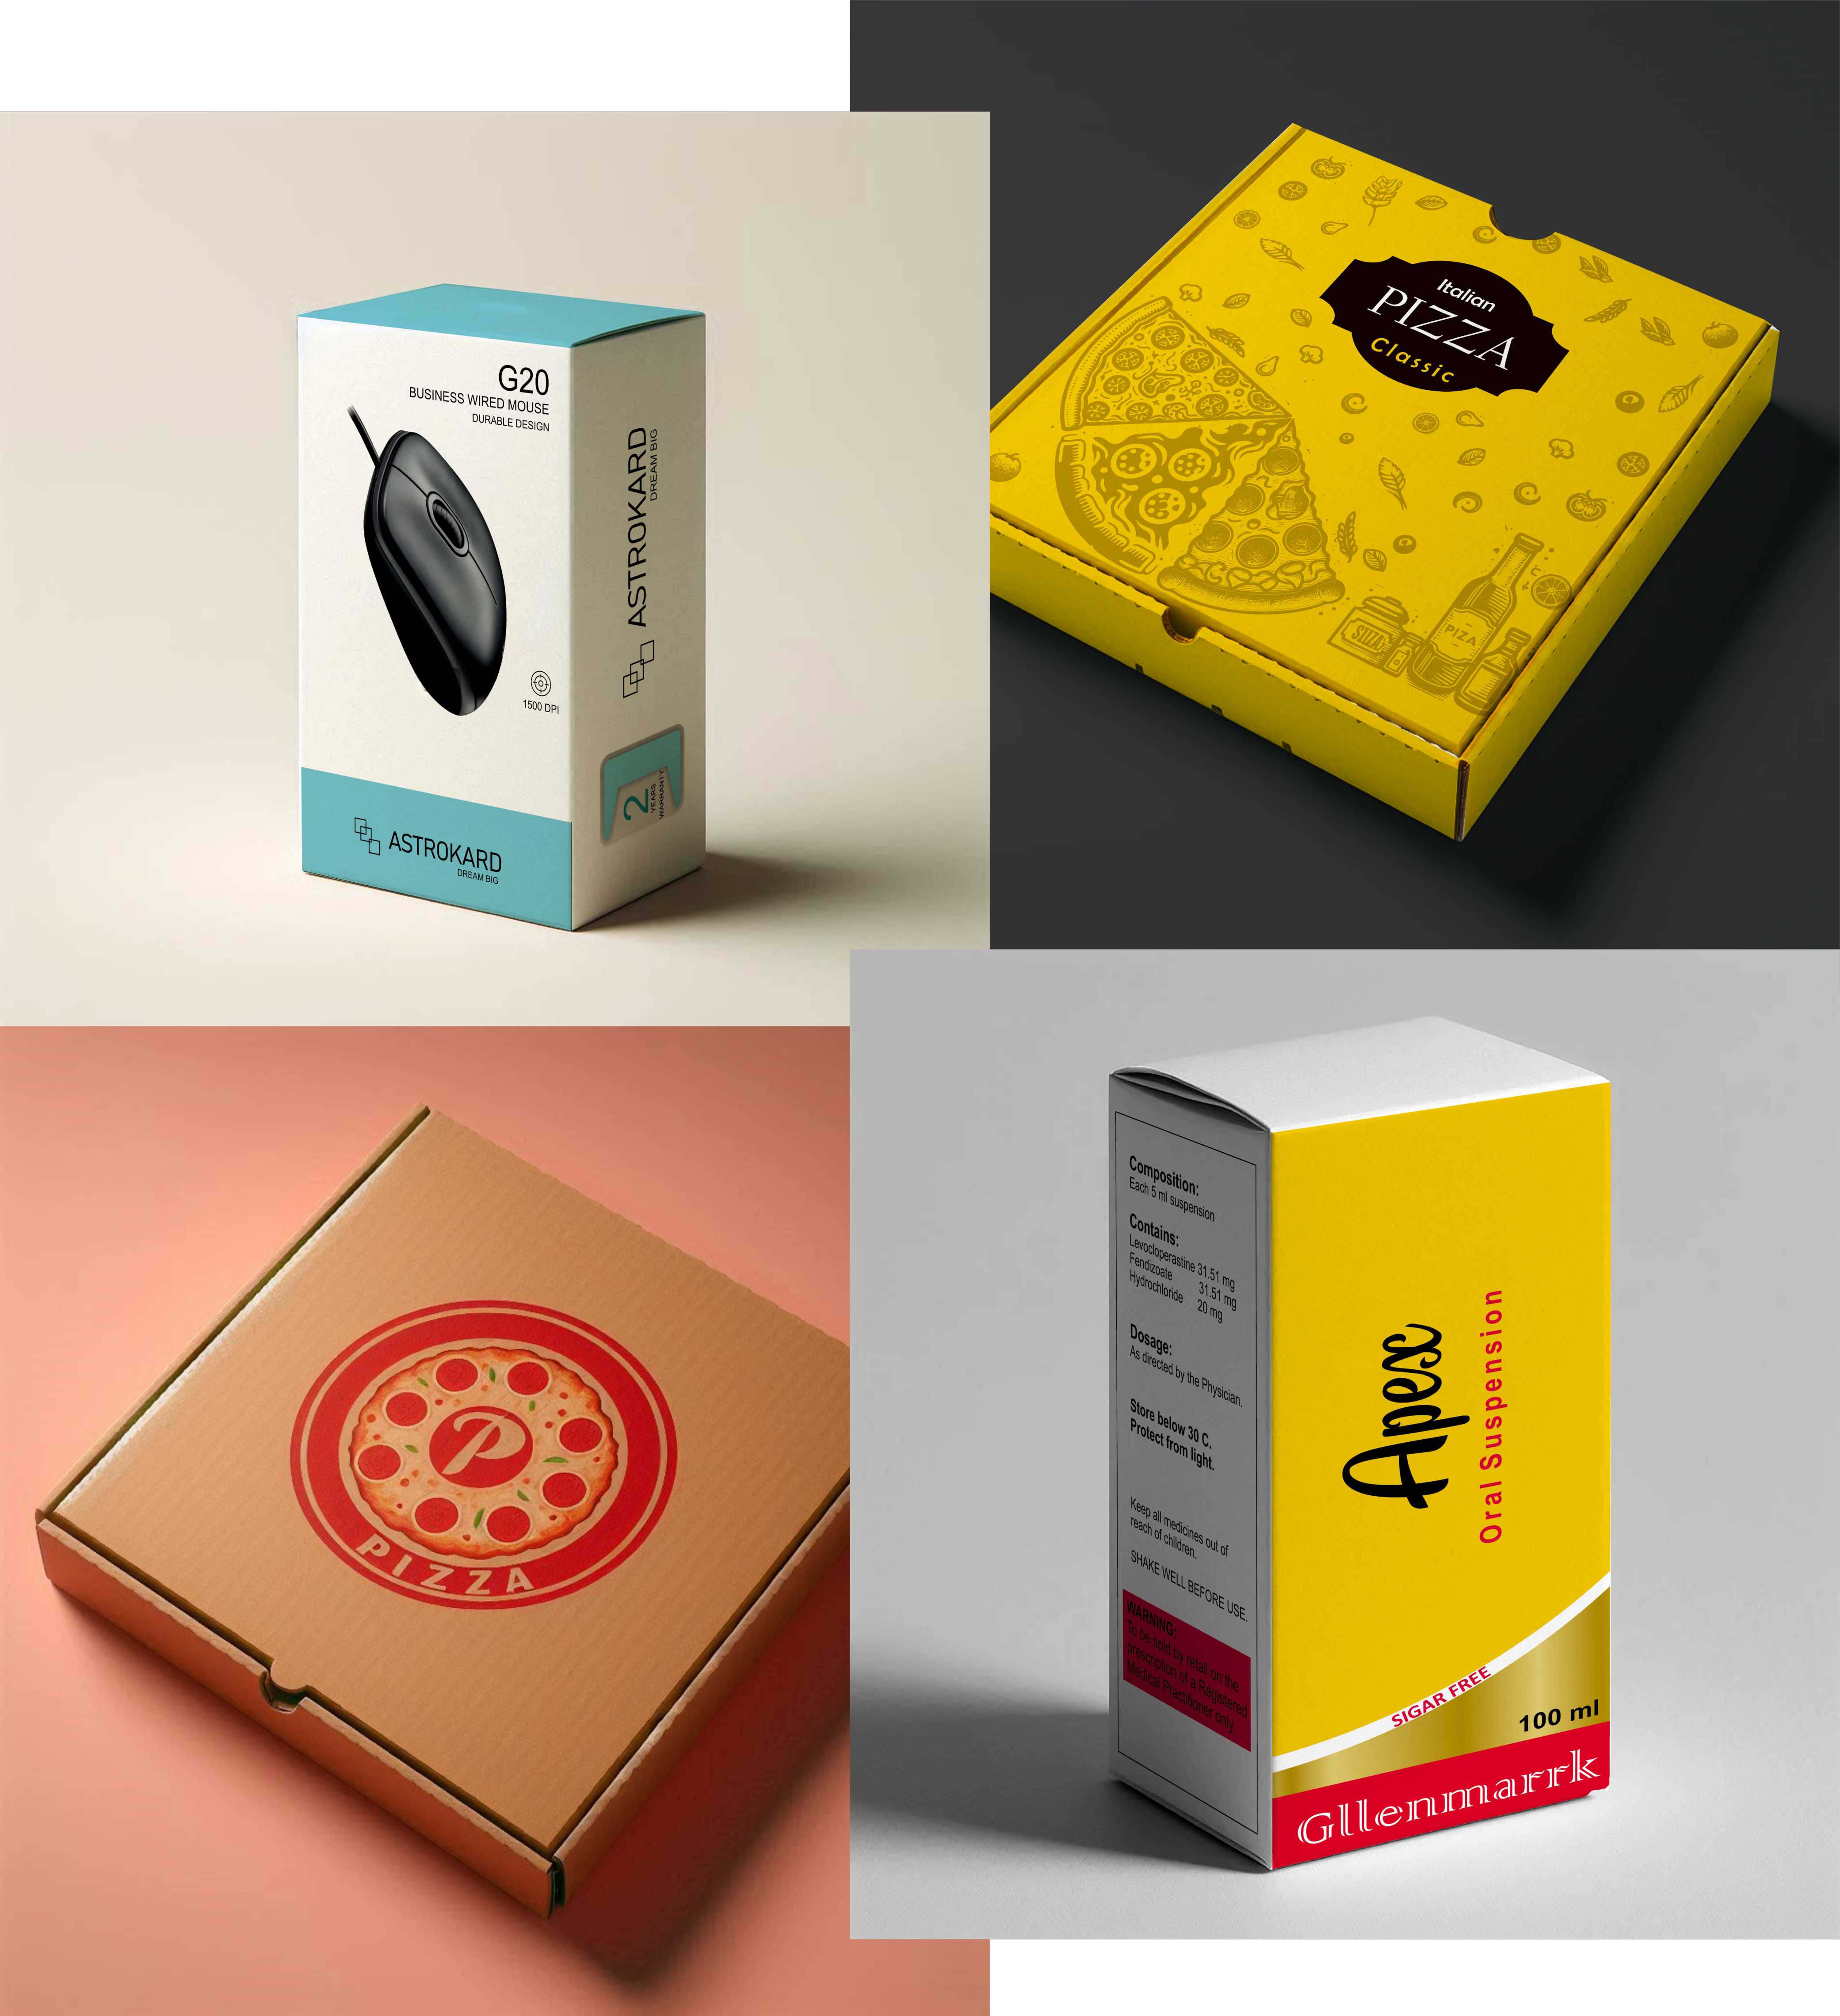 G20
BUSINESS WIRED MOUSE
DURABLE DESIGN
1500 DPI
ASTROKARD
DREAM BIG
ASTROKARD
DREAM BIG
2
YEARS
WARRANTY
Italian
PIZZA
Classic
PIZA
P
PIZZA
Composition:
Each 5 ml suspension
Contains:
Levocloperastine 31.51 mg
Fendizoate 31.51 mg
Hydrochloride 20 mg
Dosage:
As directed by the Physician.
Store below 30 C.
Protect from light.
Keep all medicines out of
reach of children.
SHAKE WELL BEFORE USE.
WARNING:
To be sold by retail on the
prescription of a Registared
Medical Practitioner only.
Apex
Oral Suspension
SIGAR FREE
100 ml
Gllenmarrk